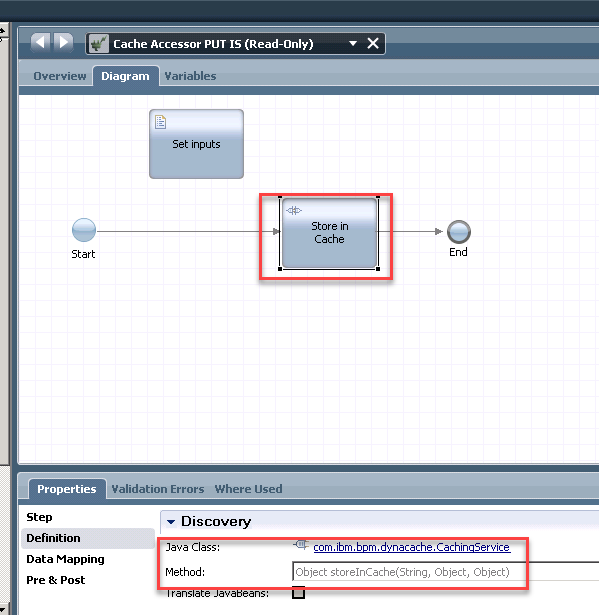 Cache Accessor PUT IS (Read-Only)
Overview Diagram Variables
Set inputs
Store in
Cache
Start
End
Properties Validation Errors Where Used
Step
Definition
Data Mapping
Pre & Post
Discovery
Java Class: com.ibm.bpm.dynacache.CachingService
Method: Object storeInCache(String, Object, Object)
Translate JavaBeans: